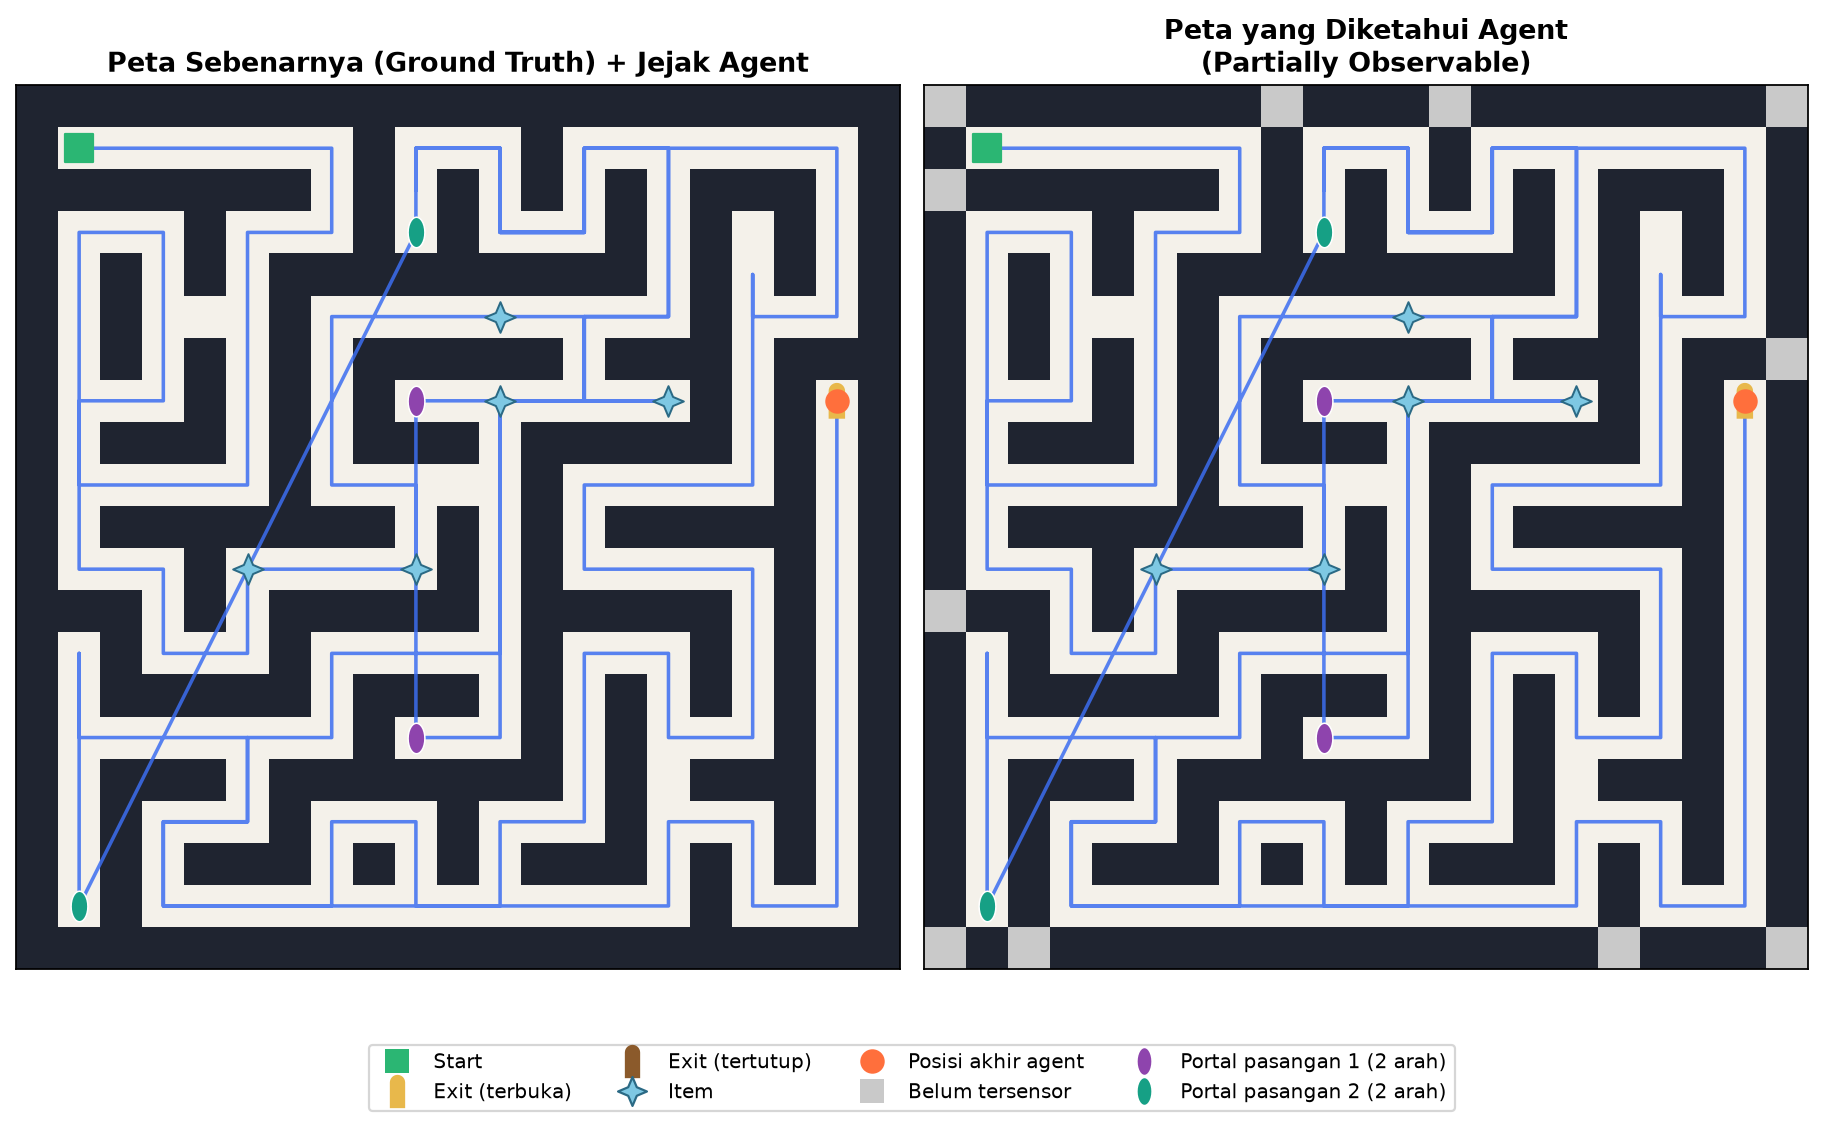 Peta Sebenarnya (Ground Truth) + Jejak Agent
Peta yang Diketahui Agent
(Partially Observable)
Start
Exit (terbuka)
Exit (tertutup)
Item
Posisi akhir agent
Belum tersensor
Portal pasangan 1 (2 arah)
Portal pasangan 2 (2 arah)